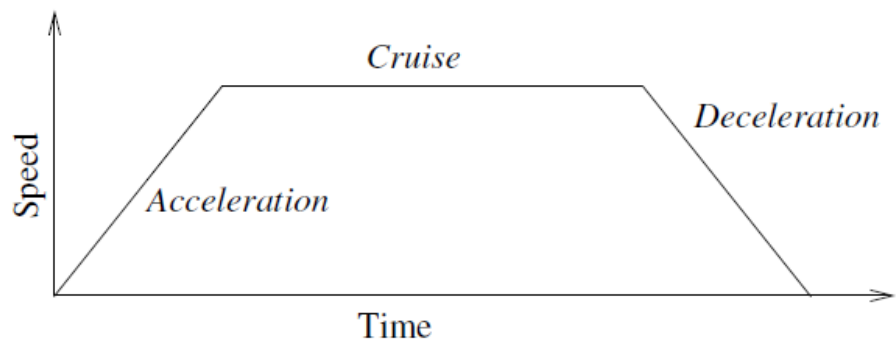 Cruise
Deceleration
Speed
Acceleration
Time